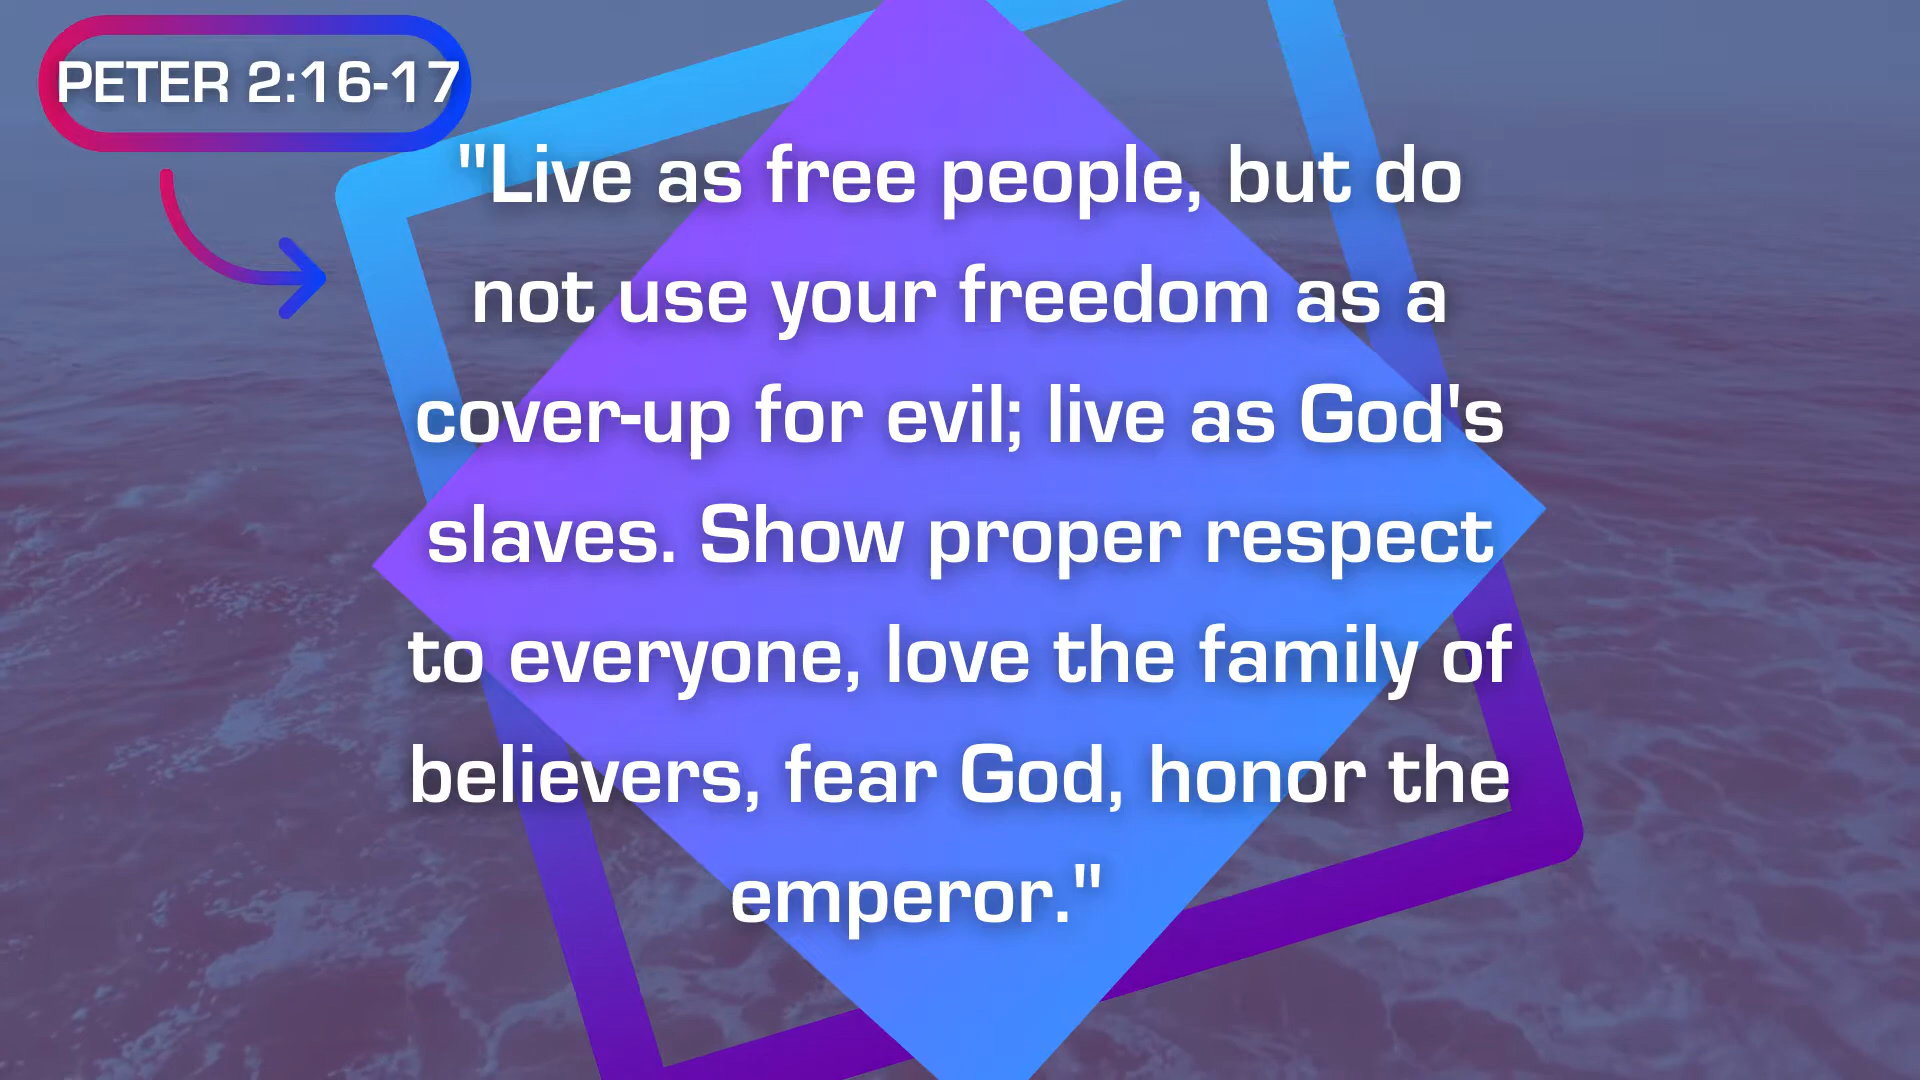 PETER 2:16-17
"Live as free people, but do
not use your freedom as a
cover-up for evil; live as God's
slaves. Show proper respect
to everyone, love the family of
believers, fear God, honor the
emperor."